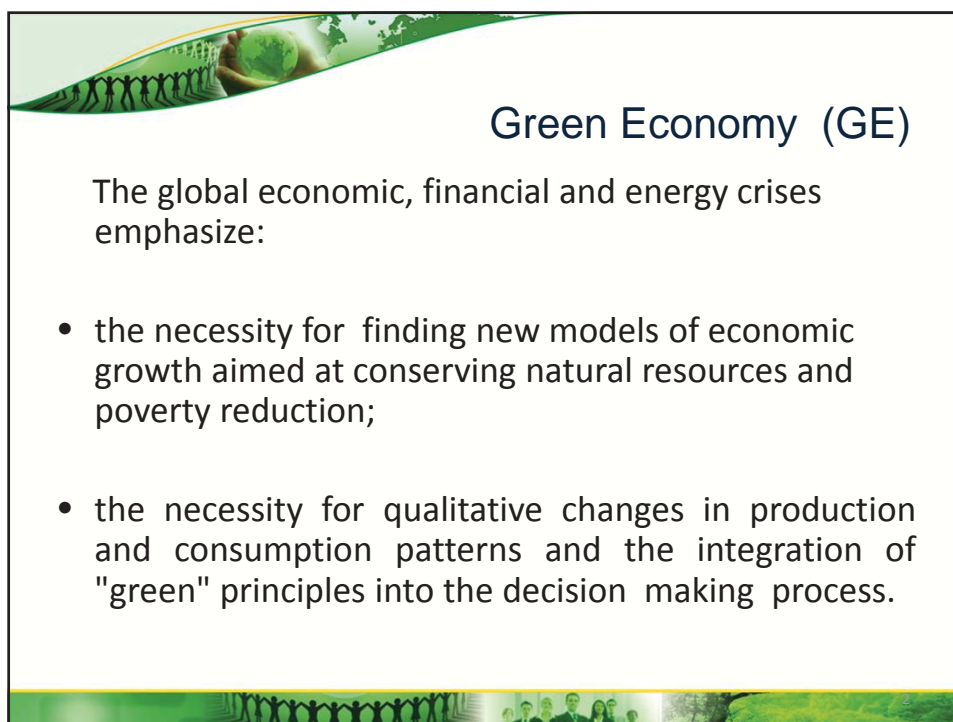 Green Economy (GE)
The global economic, financial and energy crises
emphasize:
• the necessity for finding new models of economic
growth aimed at conserving natural resources and
poverty reduction;
• the necessity for qualitative changes in production
and consumption patterns and the integration of
"green" principles into the decision making process.
2